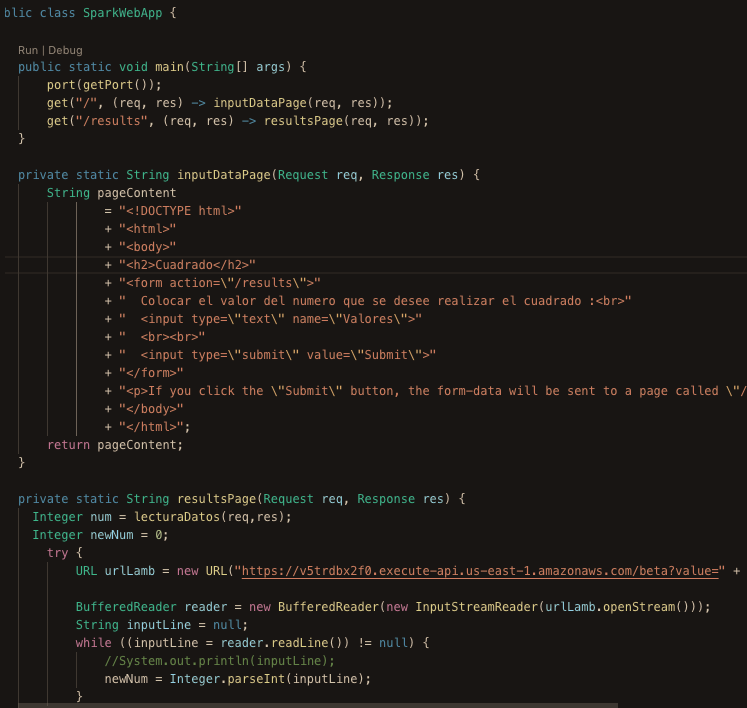 blic class SparkWebApp {
Run | Debug
public static void main(String[] args) {
port(getPort());
get("/", (req, res) -> inputDataPage(req, res));
get("/results", (req, res) -> resultsPage(req, res));
}
private static String inputDataPage(Request req, Response res) {
String pageContent
= "<!DOCTYPE html>"
+ "<html>"
+ "<body>"
+ "<h2>Cuadrado</h2>"
+ "<form action=\"/results\">"
+ "  Colocar el valor del numero que se desee realizar el cuadrado :<br>"
+ "  <input type=\"text\" name=\"Valores\">"
+ "  <br><br>"
+ "  <input type=\"submit\" value=\"Submit\">"
+ "</form>"
+ "<p>If you click the \"Submit\" button, the form-data will be sent to a page called \"/
+ "</body>"
+ "</html>";
return pageContent;
}
private static String resultsPage(Request req, Response res) {
Integer num = lecturaDatos(req,res);
Integer newNum = 0;
try {
URL urlLamb = new URL("https://v5trdbx2f0.execute-api.us-east-1.amazonaws.com/beta?value=" +
BufferedReader reader = new BufferedReader(new InputStreamReader(urlLamb.openStream()));
String inputLine = null;
while ((inputLine = reader.readLine()) != null) {
//System.out.println(inputLine);
newNum = Integer.parseInt(inputLine);
}